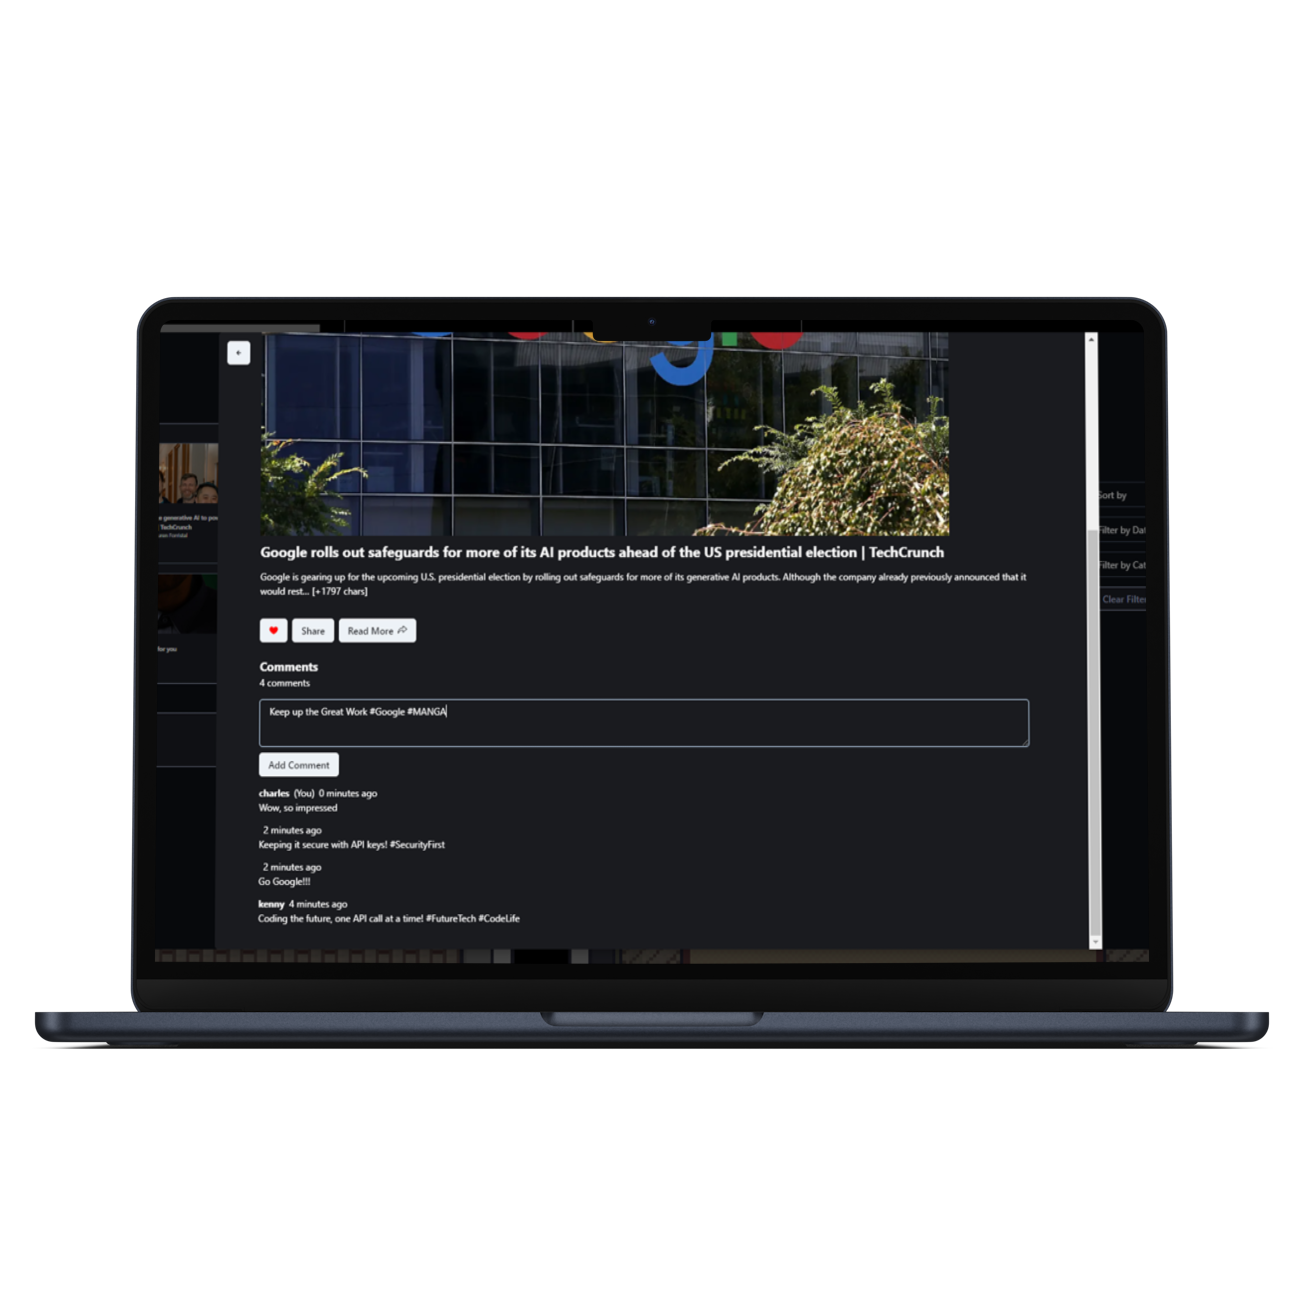 e generative AI to pow
TechCrunch
for you
Google rolls out safeguards for more of its AI products ahead of the US presidential election | TechCrunch
Google is gearing up for the upcoming U.S. presidential election by rolling out safeguards for more of its generative AI products. Although the company already previously announced that it
would rest... [+1797 chars]
Share
Read More
Comments
4 comments
Keep up the Great Work #Google #MANGA
Add Comment
charles (You) 0 minutes ago
Wow, so impressed
2 minutes ago
Keeping it secure with API keys! #SecurityFirst
2 minutes ago
Go Google!!!
kenny 4 minutes ago
Coding the future, one API call at a time! #FutureTech #CodeLife
Sort by
Filter by Dat
Filter by Cat
Clear Filte